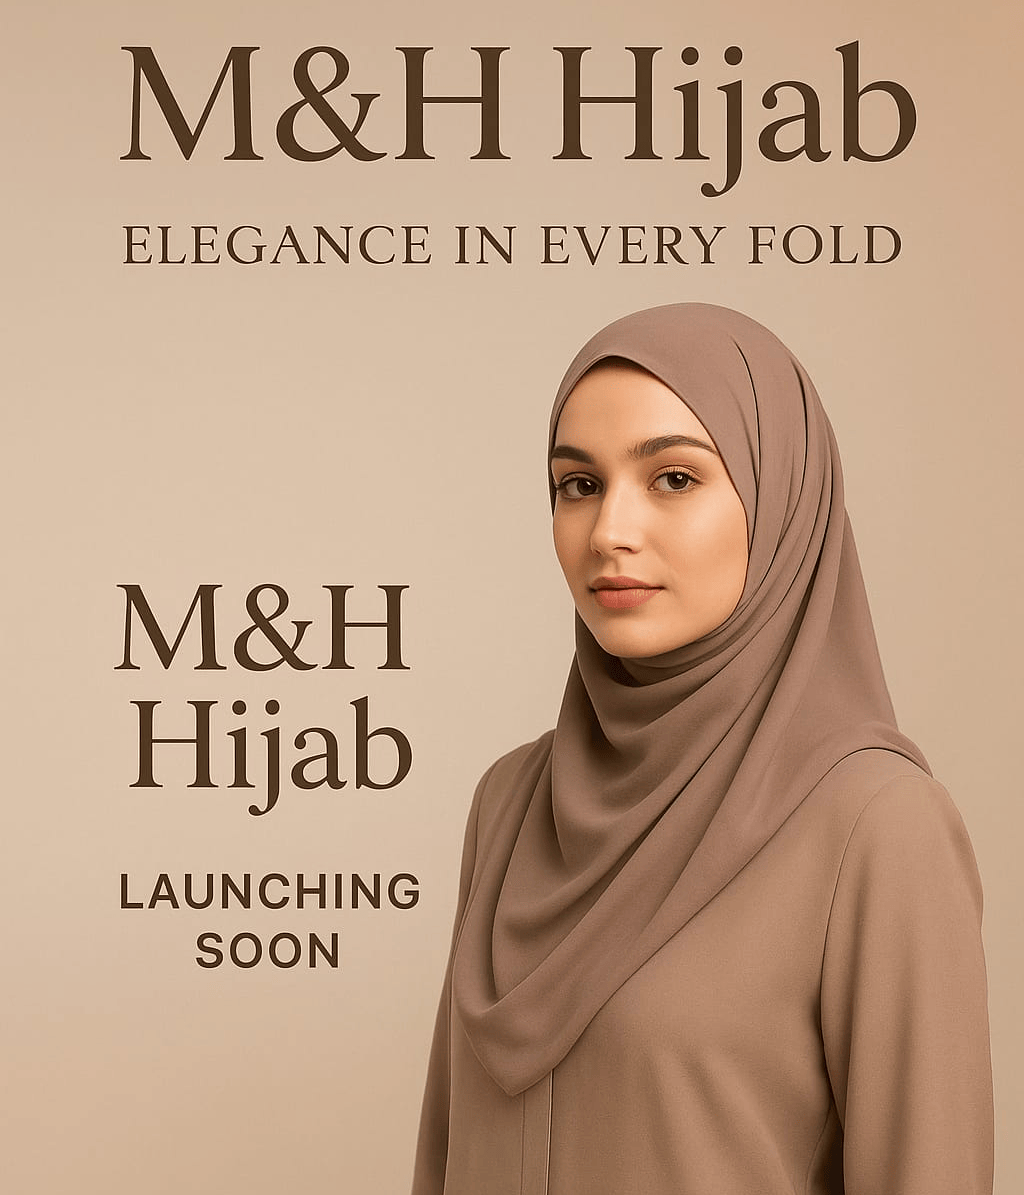 M&H Hijab
ELEGANCE IN EVERY FOLD
M&H
Hijab
LAUNCHING
SOON